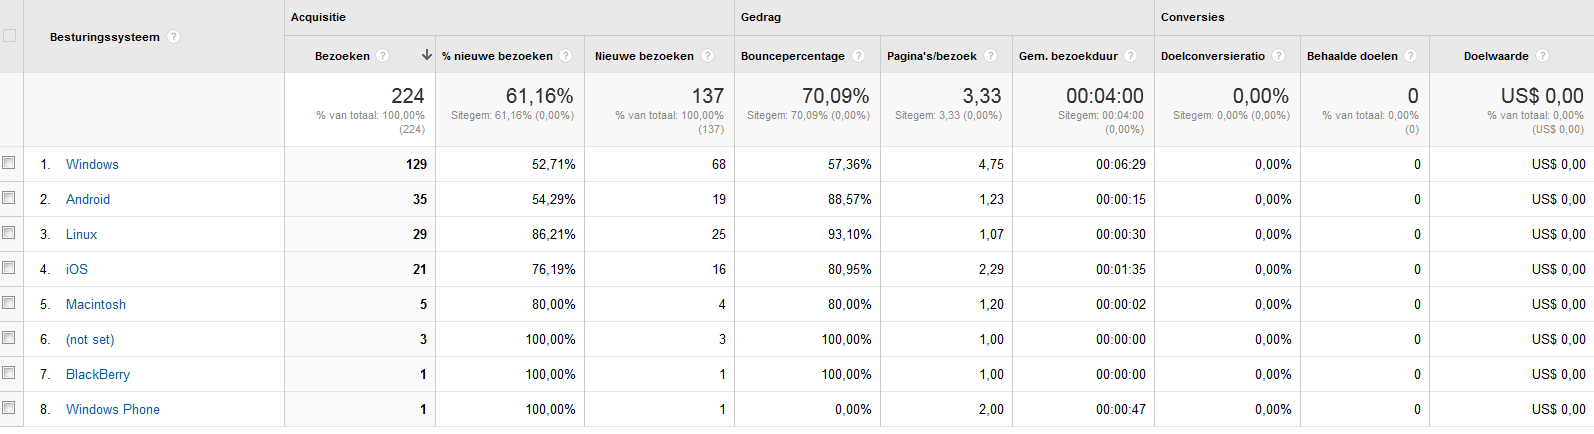 Acquisitie Gedrag Conversies
Besturingssysteem ?
Bezoeken ? % nieuwe bezoeken ? Nieuwe bezoeken ? Bouncepercentage ? Pagina's/bezoek ? Gem. bezoekduur ? Doelconversieratio ? Behaalde doelen ? Doelwaarde ?
224 61,16% 137 70,09% 3,33 00:04:00 0,00% 0 US$ 0,00
% van totaal: 100,00% Sitegem: 61,16% (0,00%) % van totaal: 100,00% Sitegem: 70,09% (0,00%) Sitegem: 3,33 (0,00%) Sitegem: 00:04:00 Sitegem: 0,00% (0,00%) % van totaal: 0,00% % van totaal: 0,00%
(224) (137) (0,00%) (0) (US$ 0,00)
1. Windows 129 52,71% 68 57,36% 4,75 00:06:29 0,00% 0 US$ 0,00
2. Android 35 54,29% 19 88,57% 1,23 00:00:15 0,00% 0 US$ 0,00
3. Linux 29 86,21% 25 93,10% 1,07 00:00:30 0,00% 0 US$ 0,00
4. iOS 21 76,19% 16 80,95% 2,29 00:01:35 0,00% 0 US$ 0,00
5. Macintosh 5 80,00% 4 80,00% 1,20 00:00:02 0,00% 0 US$ 0,00
6. (not set) 3 100,00% 3 100,00% 1,00 00:00:00 0,00% 0 US$ 0,00
7. BlackBerry 1 100,00% 1 100,00% 1,00 00:00:00 0,00% 0 US$ 0,00
8. Windows Phone 1 100,00% 1 0,00% 2,00 00:00:47 0,00% 0 US$ 0,00